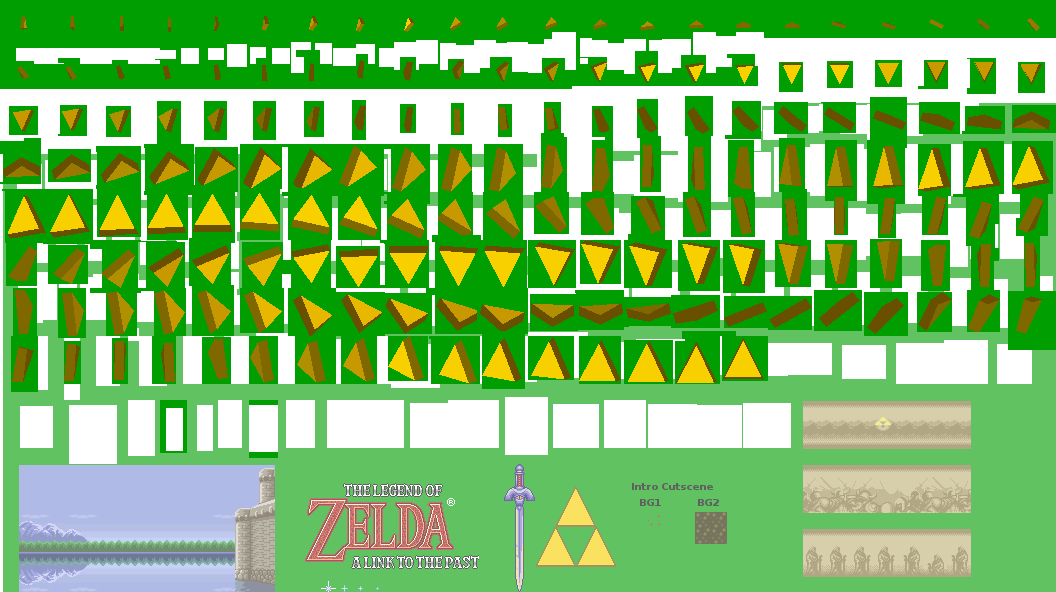 THE LEGEND OF
ZELDA®
A LINK TO THE PAST
Intro Cutscene
BG1 BG2